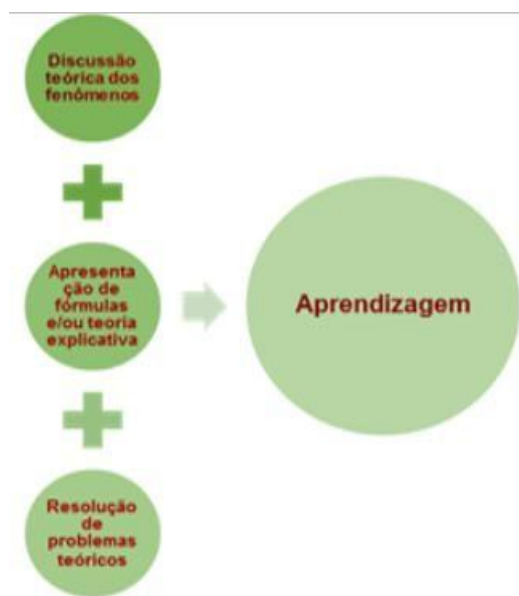 Discussão
teórica dos
fenômenos
Apresenta
ção de
fórmulas
e/ou teoria
explicativa
Aprendizagem
Resolução
de
problemas
teóricos